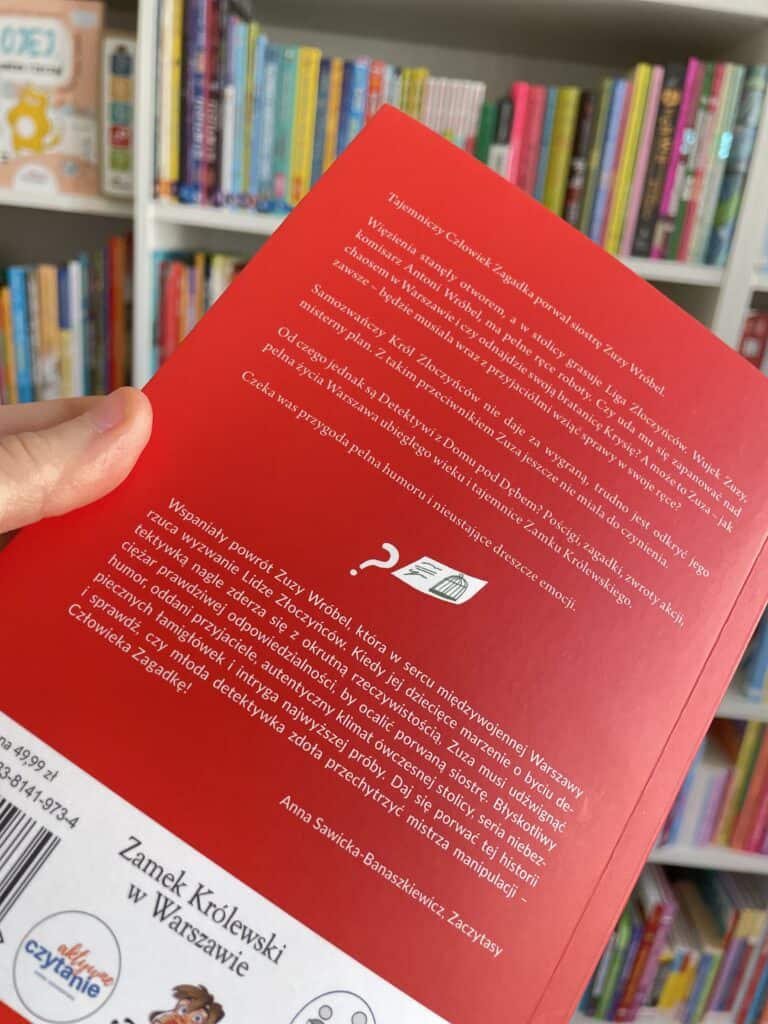 Tajemniczy Człowiek Zagadka porwał siostrę Zuzy Wróbel.
Więzienia stanęły otworem, a w stolicy grasuje Liga Złoczyńców. Wujek Zuzy,
komisarz Antoni Wróbel, ma pełne ręce roboty. Czy uda mu się zapanować nad
chaosem w Warszawie i czy odnajdzie swoją bratanicę Krysię? A może to Zuza – jak
zawsze – będzie musiała wraz z przyjaciółmi wziąć sprawy w swoje ręce?
Samozwańczy Król Złoczyńców nie daje za wygraną, trudno jest odkryć jego
misterny plan. Z takim przeciwnikiem Zuza jeszcze nie miała do czynienia.
Od czego jednak są Detektywi z Domu pod Dębem? Pościgi, zagadki, zwroty akcji,
pełna życia Warszawa ubiegłego wieku i tajemnice Zamku Królewskiego.
Czeka was przygoda pełna humoru i nieustające dreszcze emocji.
Wspaniały powrót Zuzy Wróbel, która w sercu międzywojennej Warszawy
rzuca wyzwanie Lidze Złoczyńców. Kiedy jej dziecięce marzenie o byciu de-
tektywką nagle zderza się z okrutną rzeczywistością, Zuza musi udźwignąć
ciężar prawdziwej odpowiedzialności, by ocalić porwaną siostrę. Błyskotliwy
humor, oddani przyjaciele, autentyczny klimat ówczesnej stolicy, seria niebez-
piecznych łamigłówek i intryga najwyższej próby. Daj się porwać tej historii
i sprawdź, czy młoda detektywka zdoła przechytrzyć mistrza manipulacji –
Człowieka Zagadkę!
Anna Sawicka-Banaszkiewicz, Zaczytasy
na 49,99 zł
83-8141-973-4
Zamek Królewski
w Warszawie
aktywne
czytanie